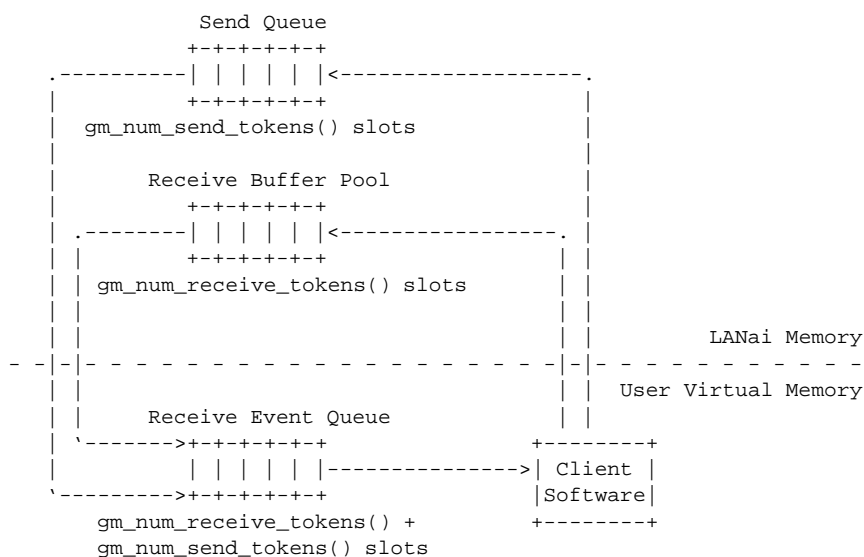 Send Queue
gm_num_send_tokens() slots
Receive Buffer Pool
gm_num_receive_tokens() slots
LANai Memory
User Virtual Memory
Receive Event Queue
Client
Software
gm_num_receive_tokens() +
gm_num_send_tokens() slots